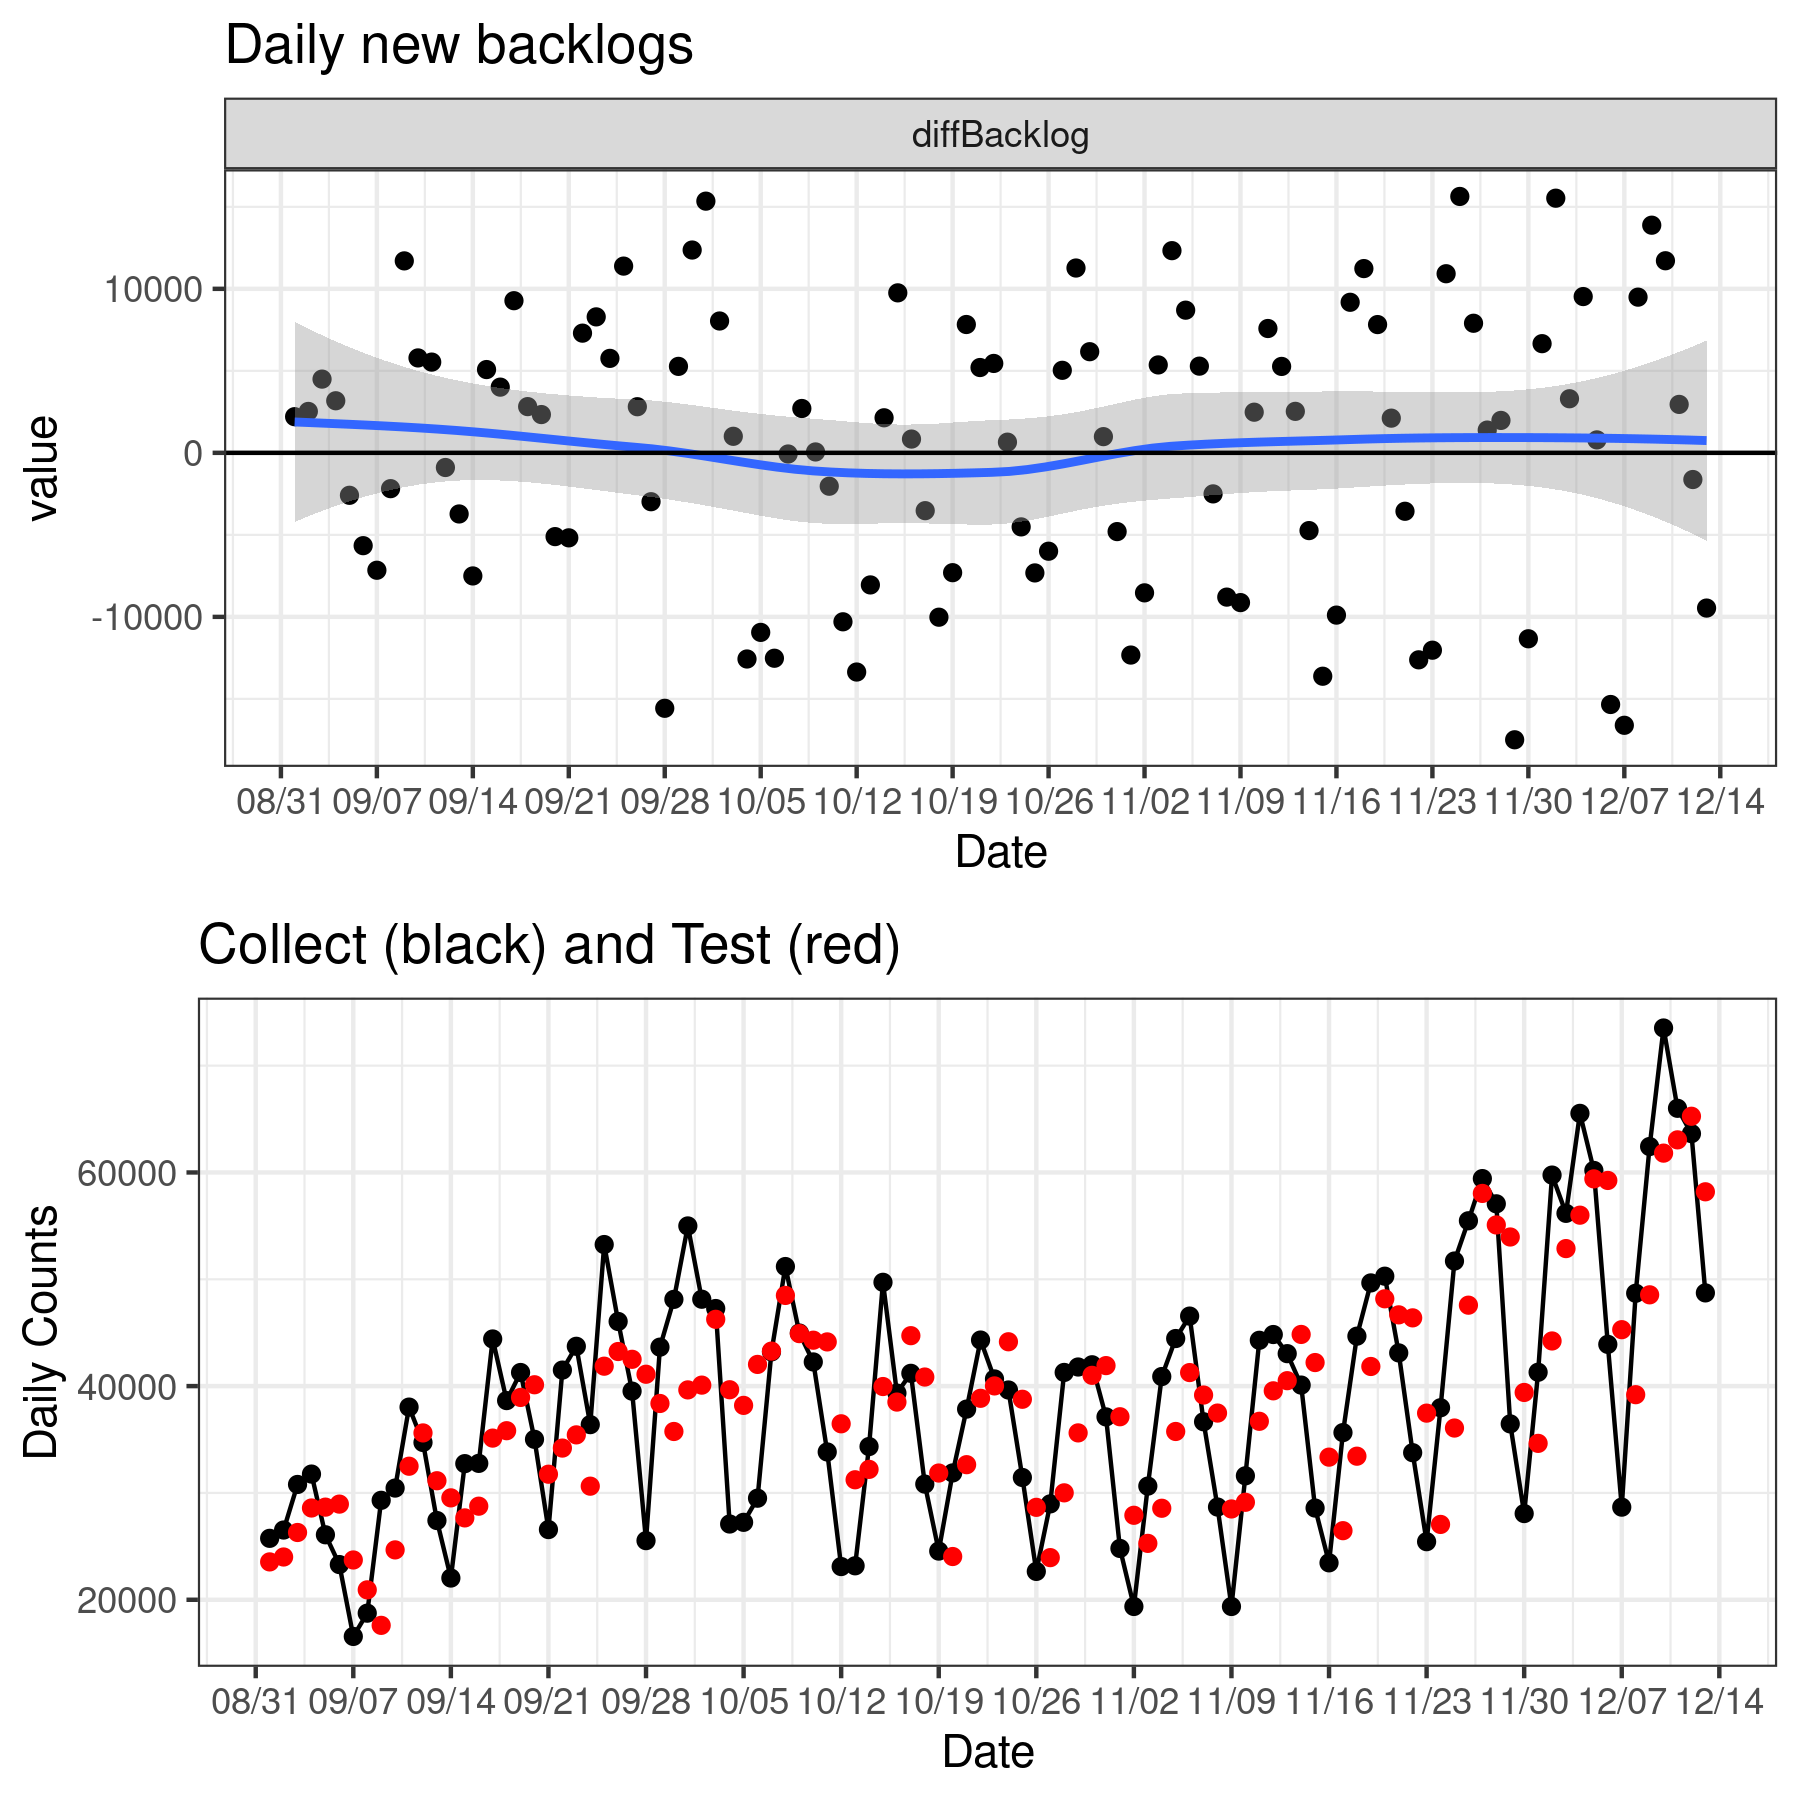 Daily new backlogs
diffBacklog
value
10000
0
-10000
08/31 09/07 09/14 09/21 09/28 10/05 10/12 10/19 10/26 11/02 11/09 11/16 11/23 11/30 12/07 12/14
Date
Collect (black) and Test (red)
Daily Counts
60000
40000
20000
08/31 09/07 09/14 09/21 09/28 10/05 10/12 10/19 10/26 11/02 11/09 11/16 11/23 11/30 12/07 12/14
Date